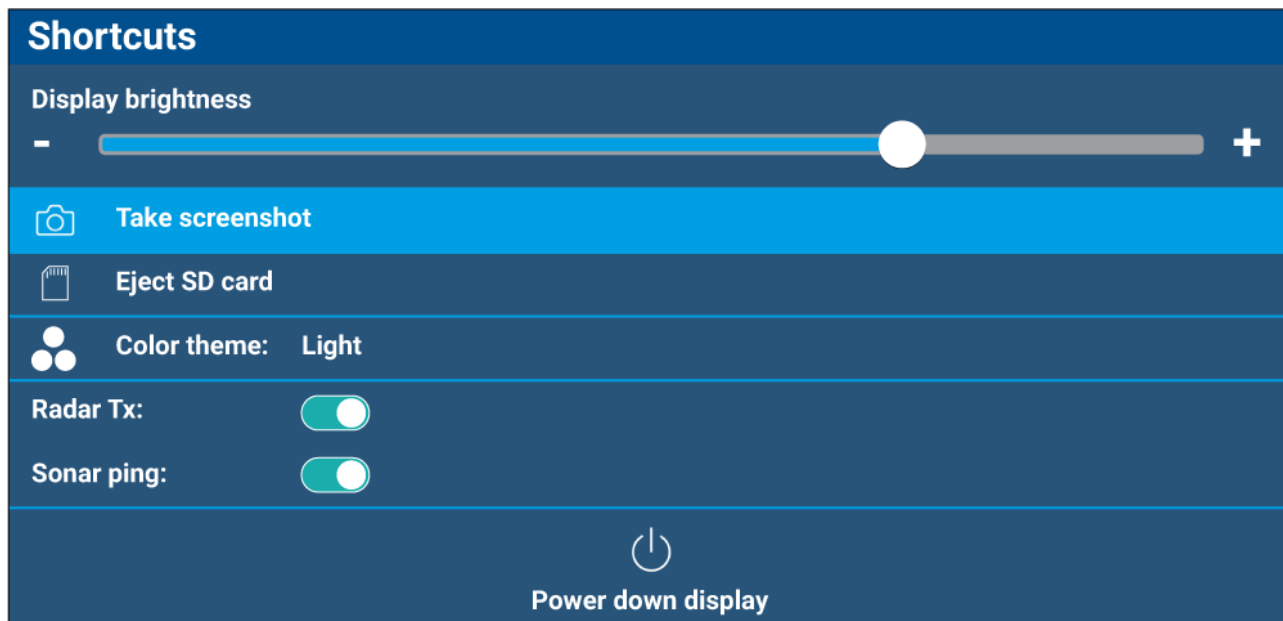 Shortcuts
Display brightness
- +
Take screenshot
Eject SD card
Color theme: Light
Radar Tx:
Sonar ping:
Power down display